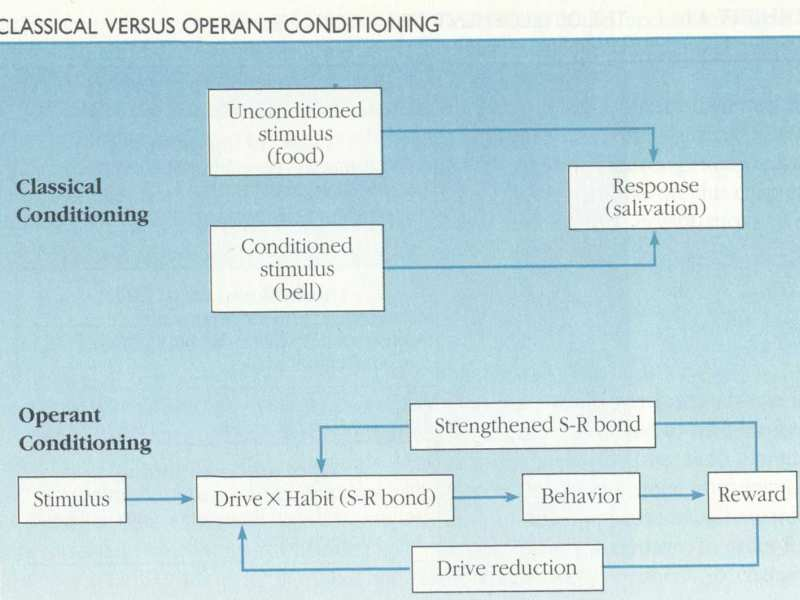 CLASSICAL VERSUS OPERANT CONDITIONING
Unconditioned
stimulus
(food)
Classical
Conditioning
Response
(salivation)
Conditioned
stimulus
(bell)
Operant
Conditioning
Strengthened S-R bond
Stimulus
Drive × Habit (S-R bond)
Behavior
Reward
Drive reduction